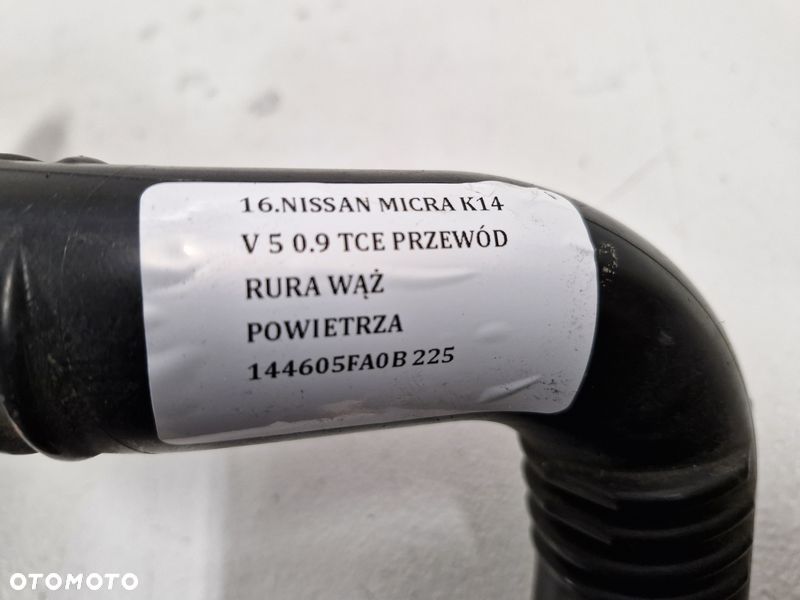 16.NISSAN MICRA K14
V 5 0.9 TCE PRZEWÓD
RURA WĄŻ
POWIETRZA
144605FA0B 225
OTOMOTO